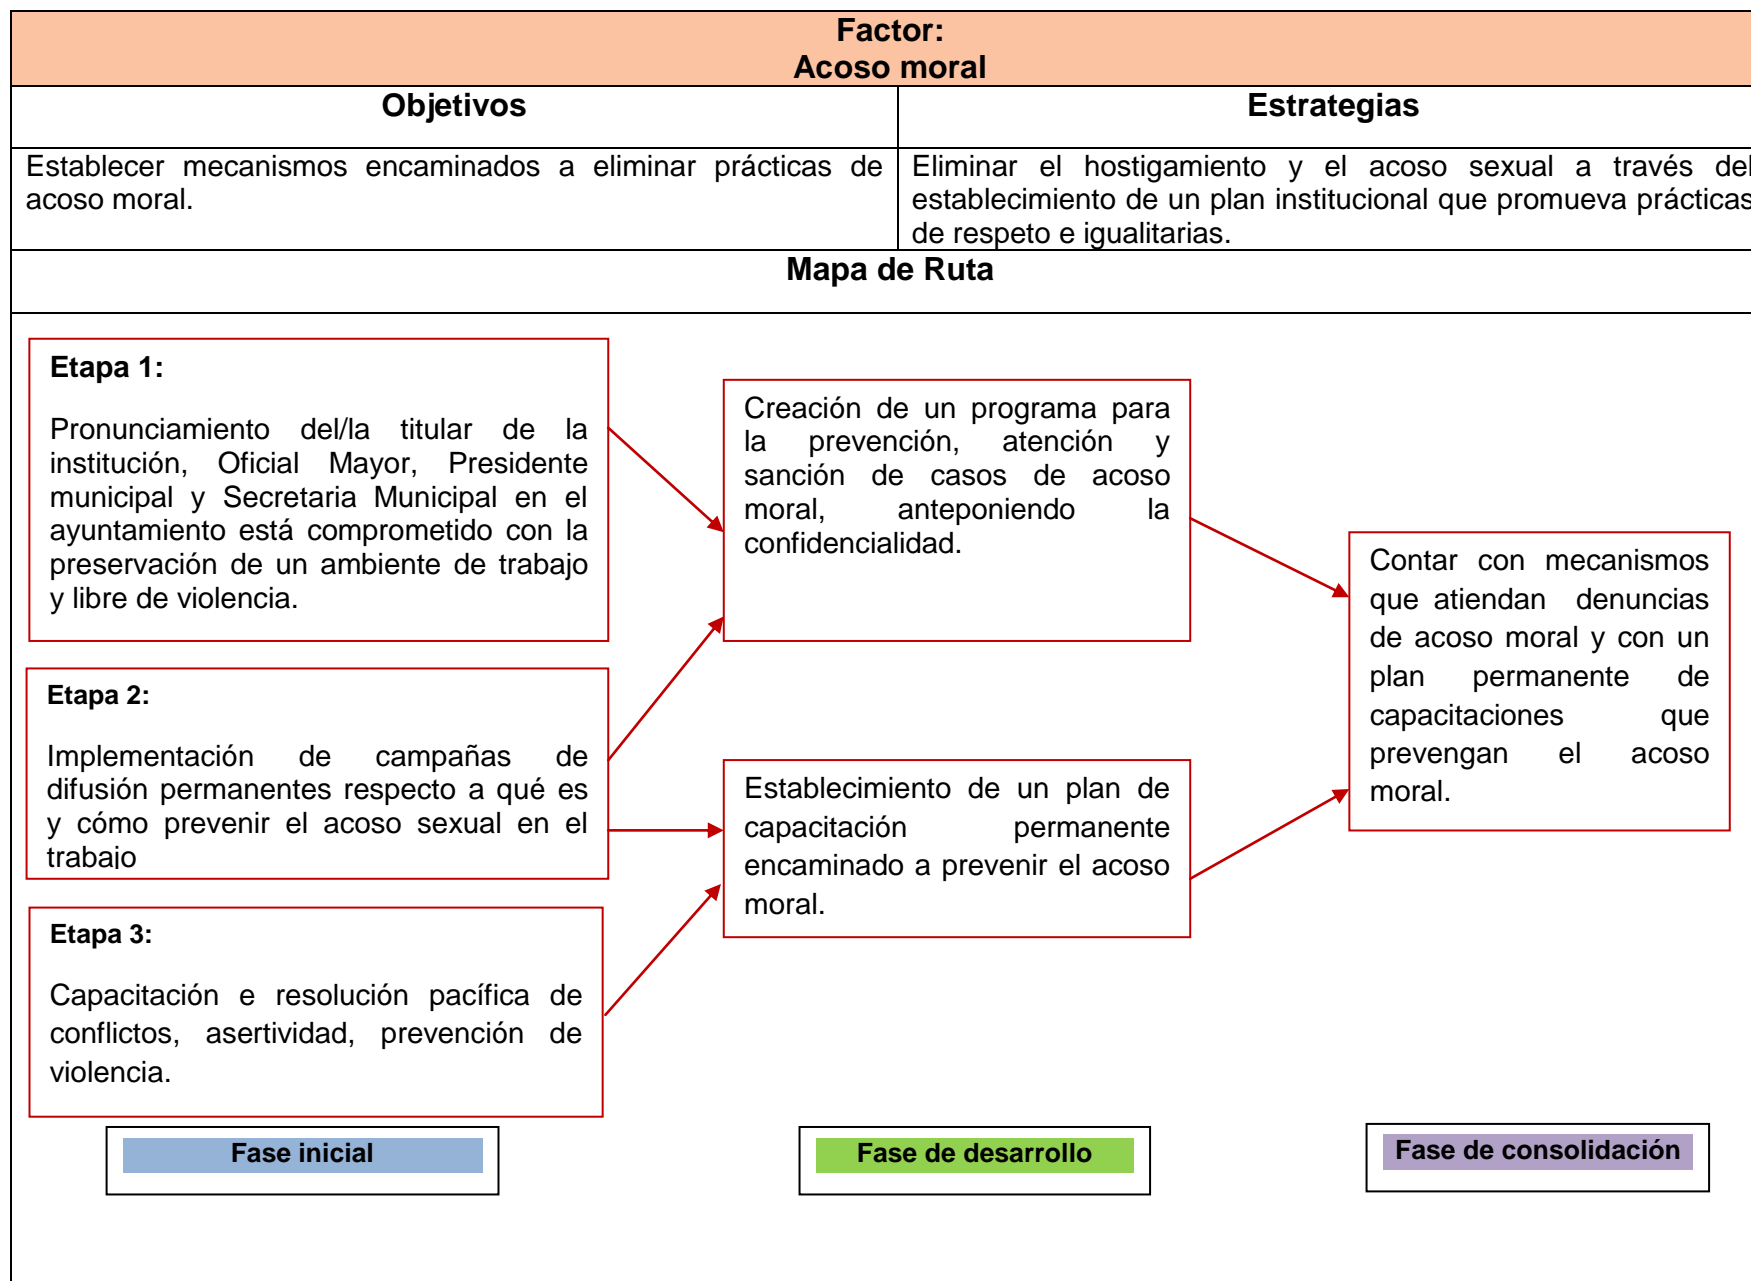 Factor:
Acoso moral
Objetivos
Estrategias
Establecer mecanismos encaminados a eliminar prácticas de
acoso moral.
Eliminar el hostigamiento y el acoso sexual a través del
establecimiento de un plan institucional que promueva prácticas
de respeto e igualitarias.
Mapa de Ruta
Etapa 1:
Pronunciamiento del/la titular de la
institución, Oficial Mayor, Presidente
municipal y Secretaria Municipal en el
ayuntamiento está comprometido con la
preservación de un ambiente de trabajo
y libre de violencia.
Etapa 2:
Implementación de campañas de
difusión permanentes respecto a qué es
y cómo prevenir el acoso sexual en el
trabajo
Etapa 3:
Capacitación e resolución pacífica de
conflictos, asertividad, prevención de
violencia.
Creación de un programa para
la prevención, atención y
sanción de casos de acoso
moral, anteponiendo la
confidencialidad.
Establecimiento de un plan de
capacitación permanente
encaminado a prevenir el acoso
moral.
Contar con mecanismos
que atiendan denuncias
de acoso moral y con un
plan permanente de
capacitaciones que
prevengan el acoso
moral.
Fase inicial
Fase de desarrollo
Fase de consolidación